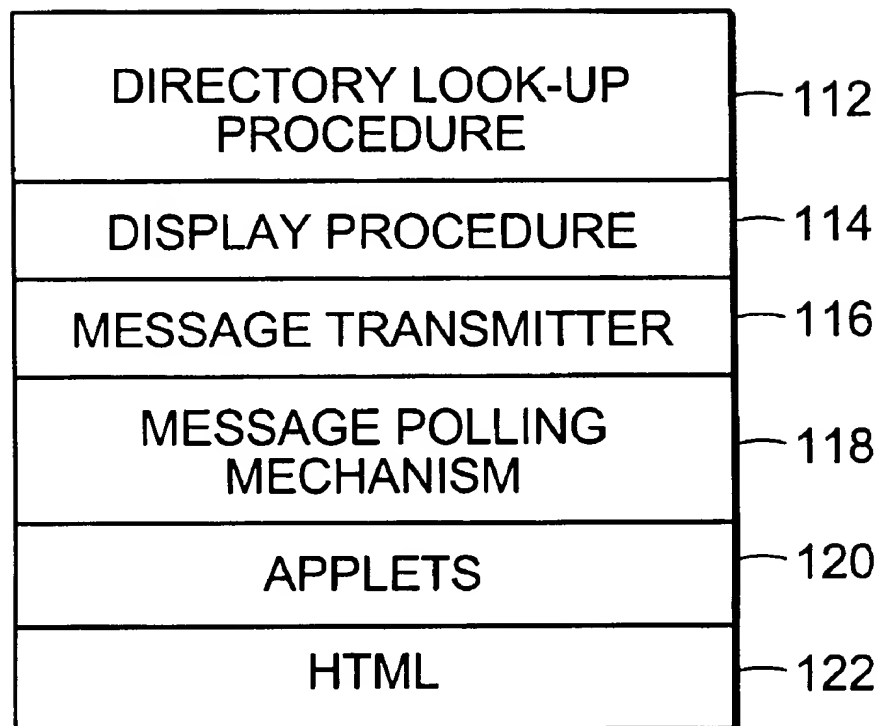 DIRECTORY LOOK-UP
PROCEDURE
112
DISPLAY PROCEDURE
114
MESSAGE TRANSMITTER
116
MESSAGE POLLING
MECHANISM
118
APPLETS
120
HTML
122